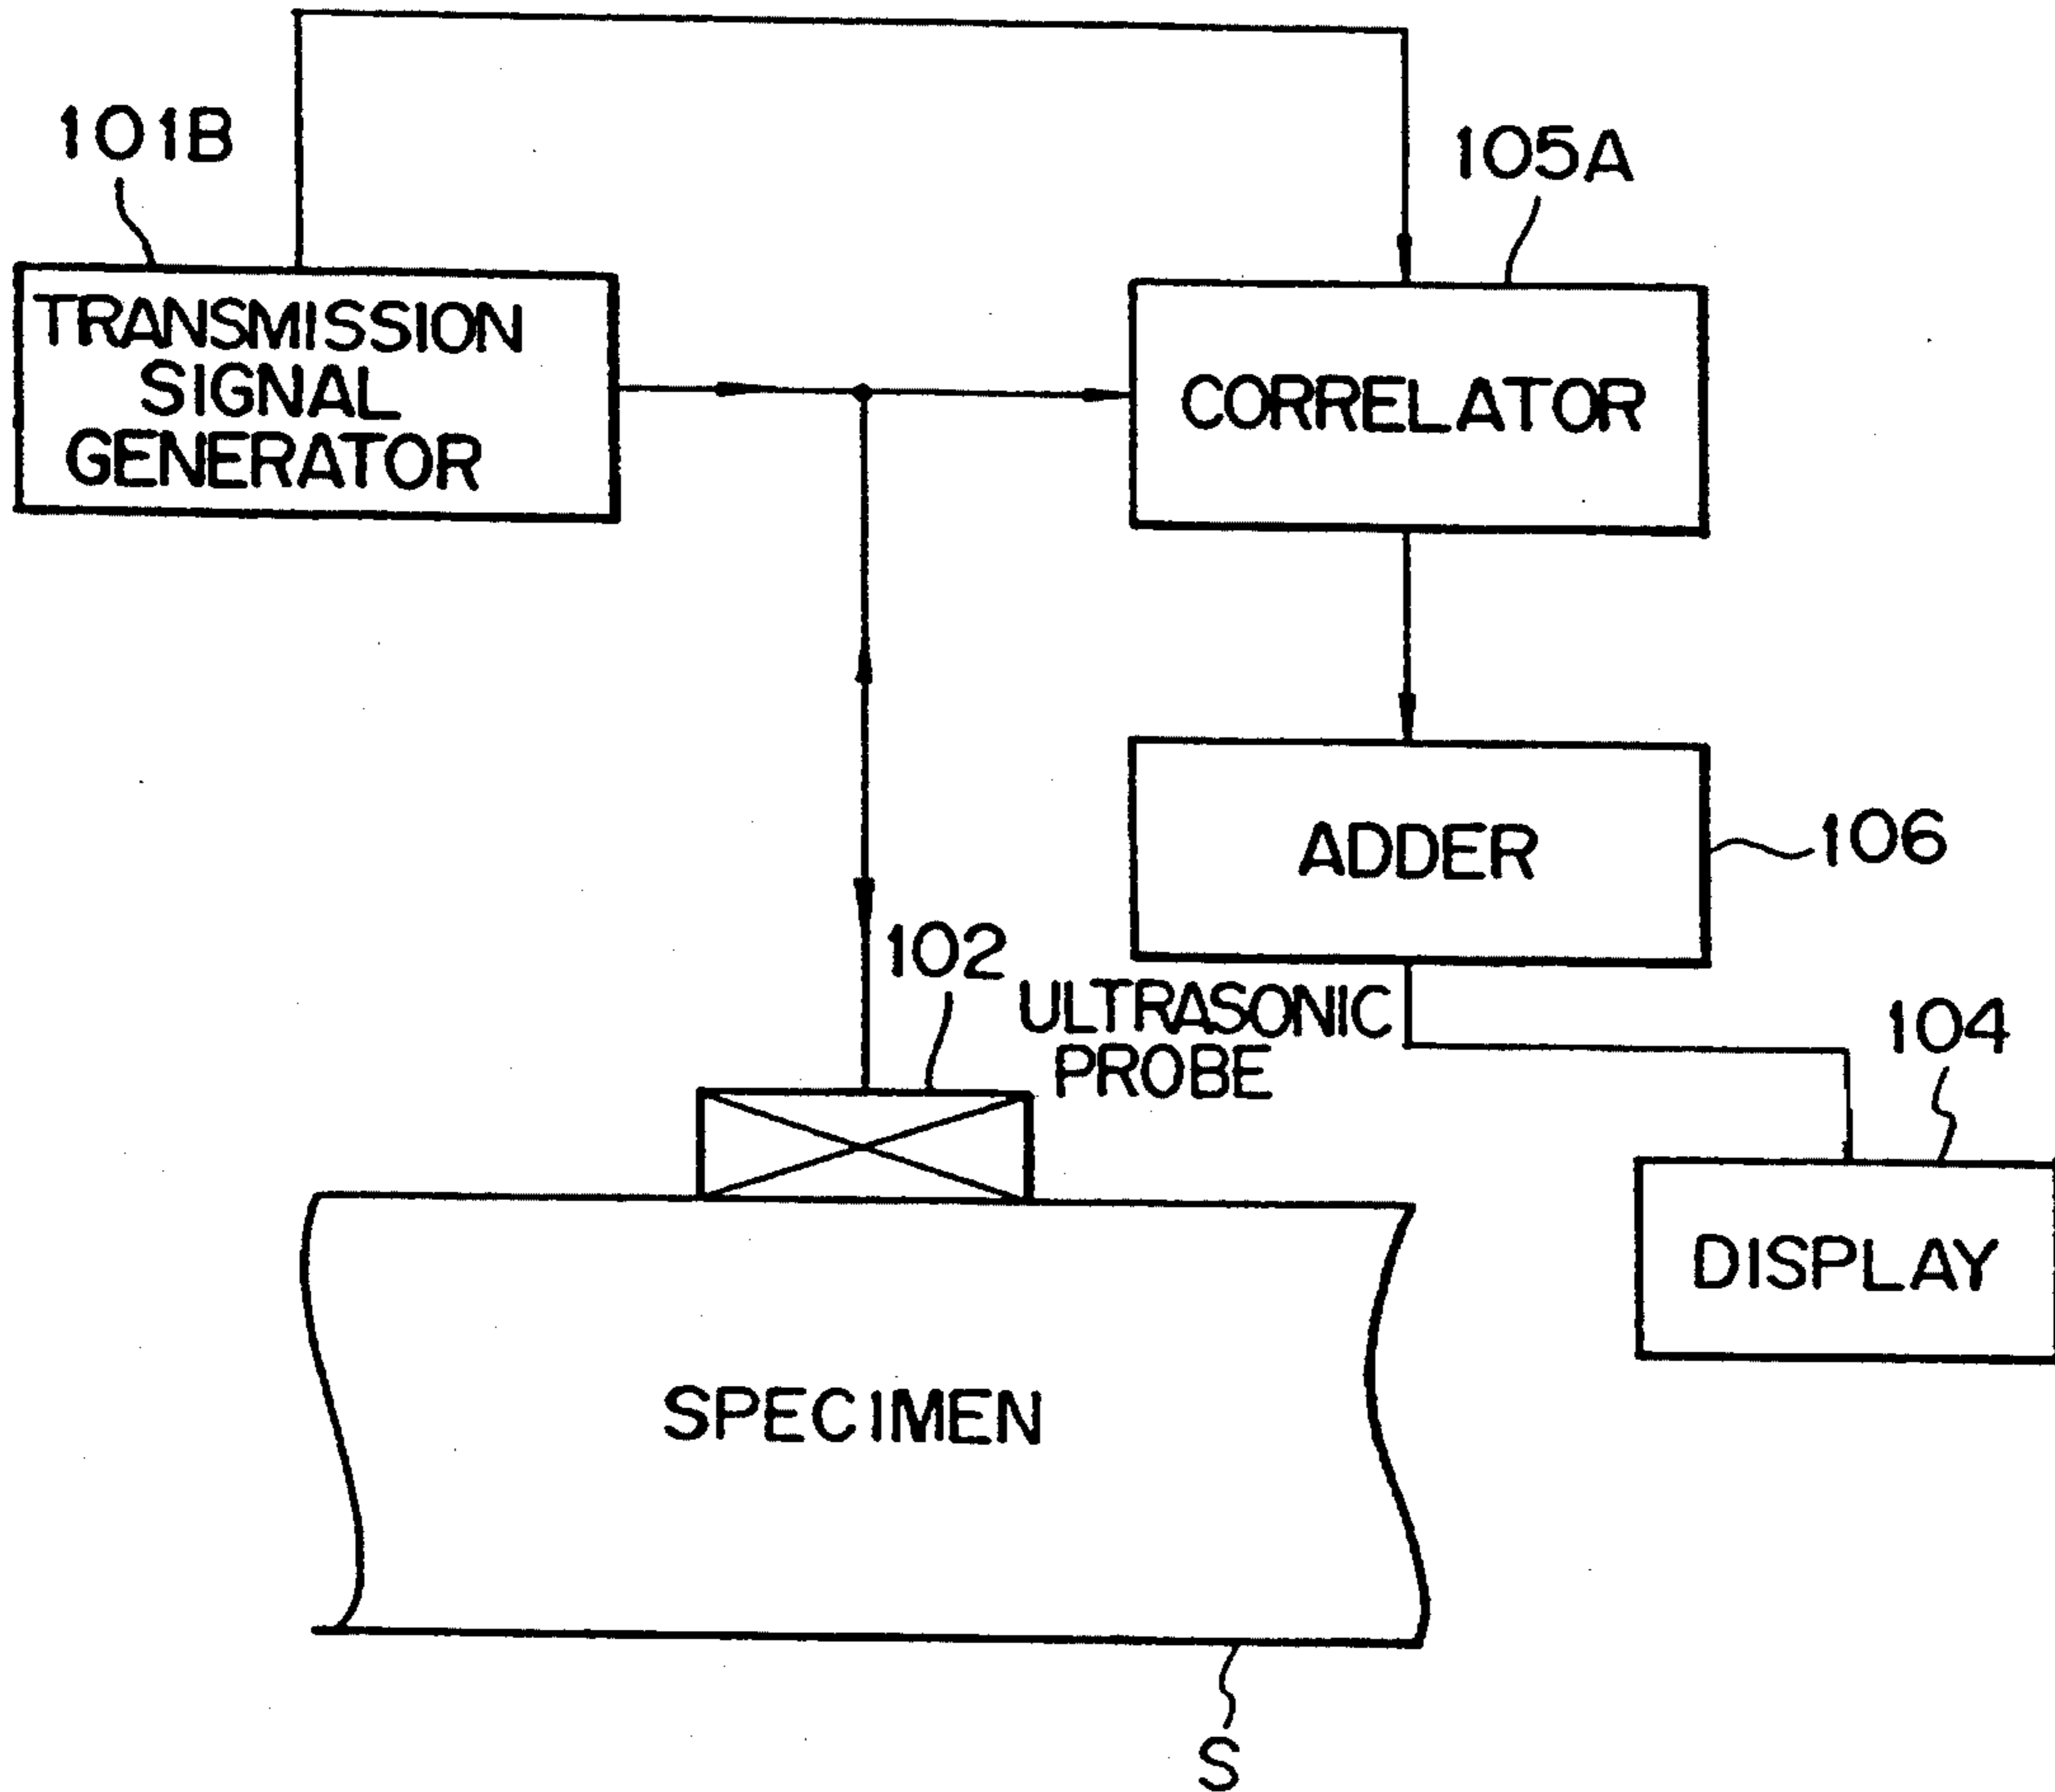 101B
105A
TRANSMISSION
SIGNAL
GENERATOR
CORRELATOR
ADDER
106
102
ULTRASONIC
PROBE
104
DISPLAY
SPECIMEN
S